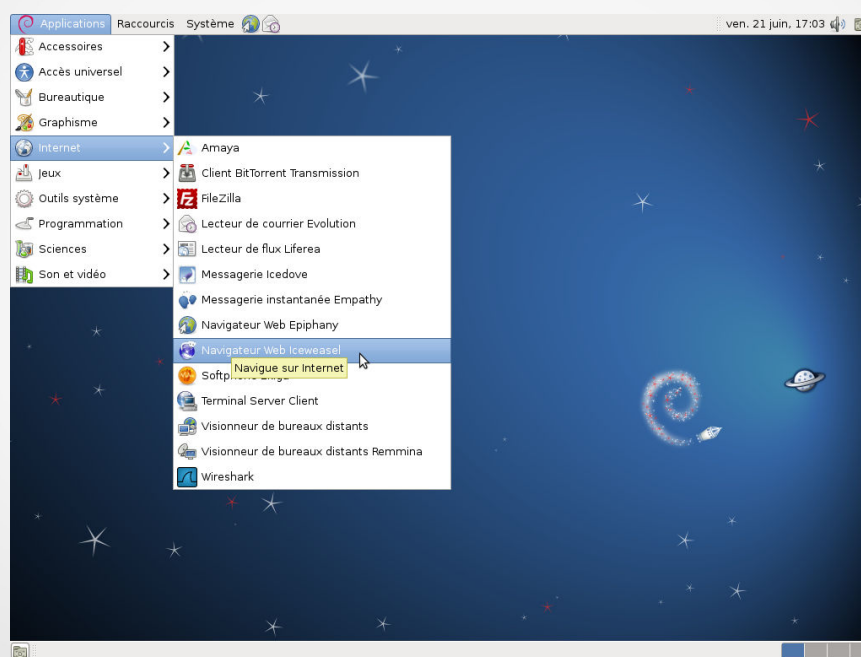 Applications Raccourcis Système ven. 21 juin, 17:03
Accessoires
Accès universel
Bureautique
Graphisme
Internet
Jeux
Outils système
Programmation
Sciences
Son et vidéo
Amaya
Client BitTorrent Transmission
FileZilla
Lecteur de courrier Evolution
Lecteur de flux Liferea
Messagerie Icedove
Messagerie instantanée Empathy
Navigateur Web Epiphany
Navigateur Web Iceweasel
Navigue sur Internet
Terminal Server Client
Visionneur de bureaux distants
Visionneur de bureaux distants Remmina
Wireshark